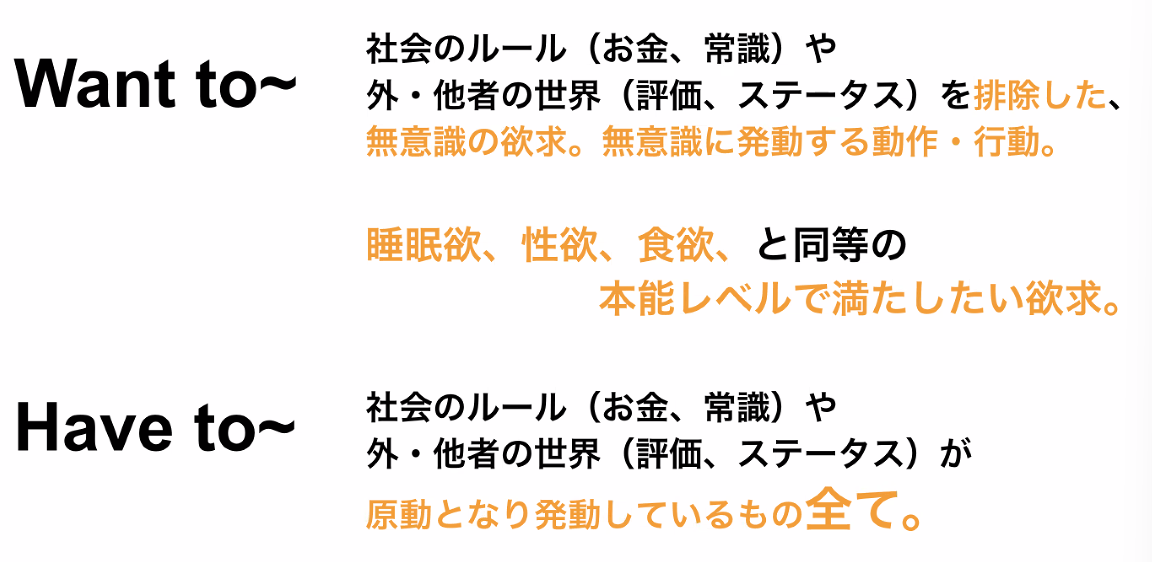 Want to~
社会のルール（お金、常識）や
外・他者の世界（評価、ステータス）を排除した、
無意識の欲求。無意識に発動する動作・行動。
睡眠欲、性欲、食欲、と同等の
本能レベルで満たしたい欲求。
Have to~
社会のルール（お金、常識）や
外・他者の世界（評価、ステータス）が
原動となり発動しているもの全て。